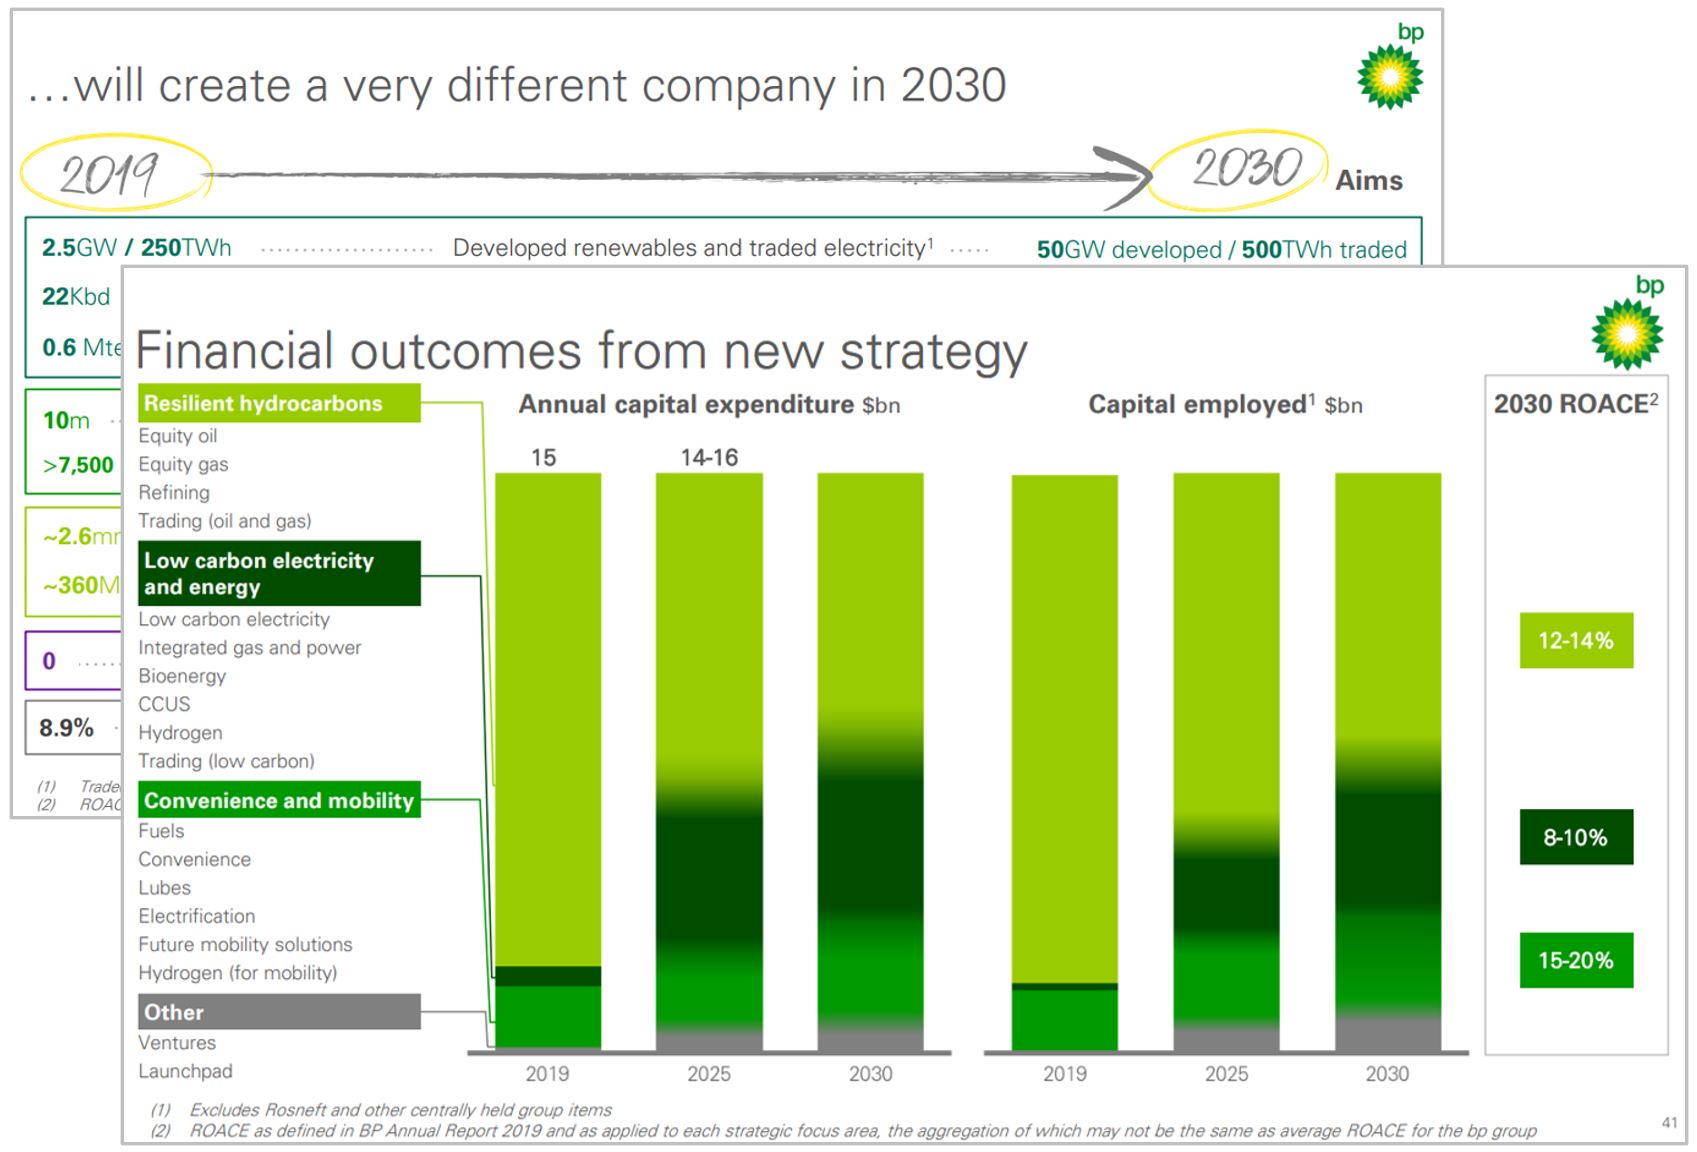 bp
…will create a very different company in 2030
2019
2030 Aims
2.5GW / 250TWh
Developed renewables and traded electricity¹
50GW developed / 500TWh traded
22Kbd
0.6 Mte
10m
>7,500
~2.6m
~360M
0
8.9%
(1) Trade
(2) ROAC
bp
Financial outcomes from new strategy
Resilient hydrocarbons
Equity oil
Equity gas
Refining
Trading (oil and gas)
Low carbon electricity
and energy
Low carbon electricity
Integrated gas and power
Bioenergy
CCUS
Hydrogen
Trading (low carbon)
Convenience and mobility
Fuels
Convenience
Lubes
Electrification
Future mobility solutions
Hydrogen (for mobility)
Other
Ventures
Launchpad
Annual capital expenditure $bn
15
14-16
2019
2025
2030
Capital employed¹ $bn
2019
2025
2030
2030 ROACE²
12-14%
8-10%
15-20%
(1) Excludes Rosneft and other centrally held group items
(2) ROACE as defined in BP Annual Report 2019 and as applied to each strategic focus area, the aggregation of which may not be the same as average ROACE for the bp group
41